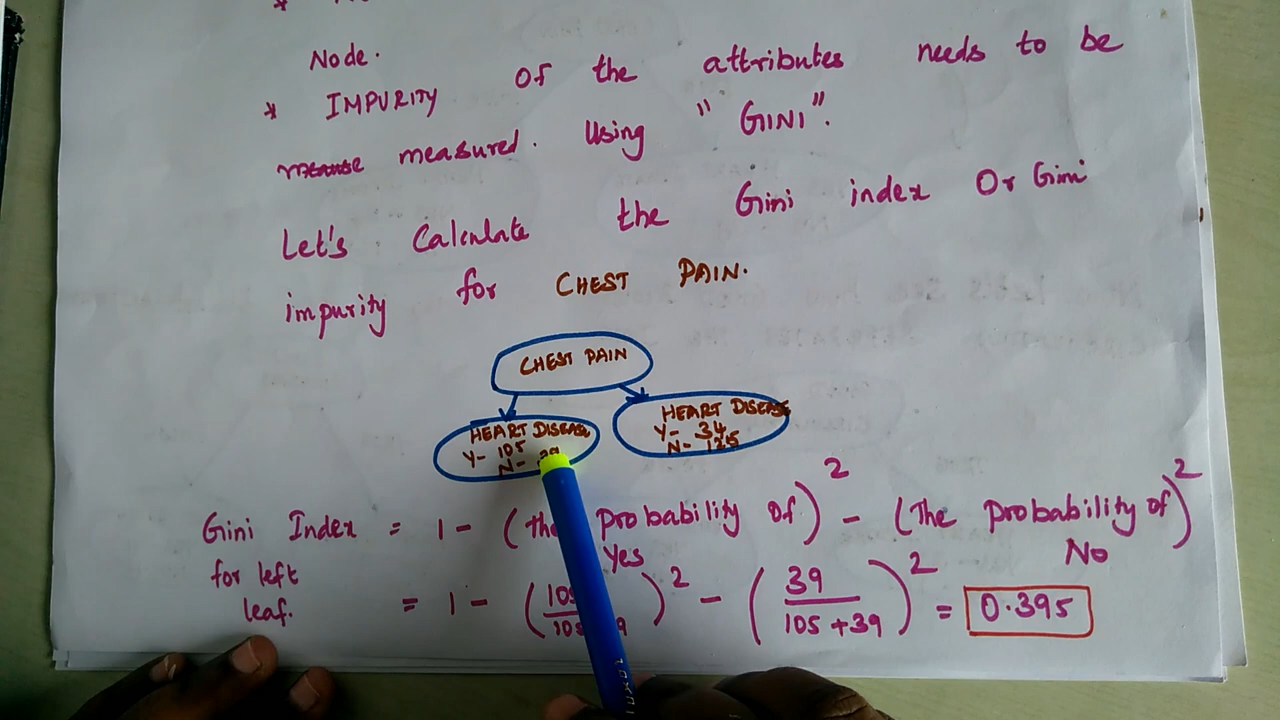 Node.
* IMPURITY of the attributes needs to be
measured. Using "GINI".
Let's Calculate the Gini index Or Gini
impurity for CHEST PAIN.
CHEST PAIN
HEART DISEASE
Y- 105
N-
HEART DISEASE
Y- 34
N- 125
Gini Index = 1 - (the probability of)² - (The probability of)²
for left Yes No
leaf. = 1 - ( )² - (39/105+39)² = 0.395